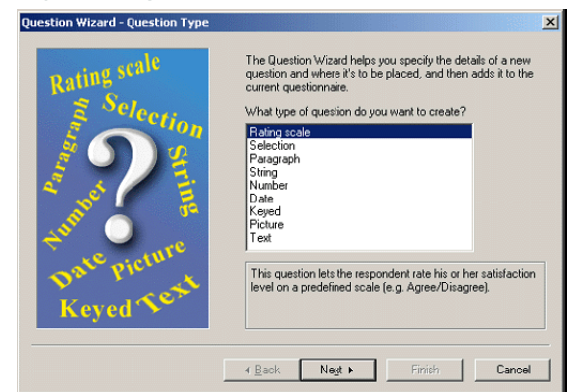 Question Wizard - Question Type
Rating scale
Selection
Paragraph
String
Number
Date
Picture
Keyed
Text
The Question Wizard helps you specify the details of a new
question and where it's to be placed, and then adds it to the
current questionnaire.
What type of question do you want to create?
Rating scale
Selection
Paragraph
String
Number
Date
Keyed
Picture
Text
This question lets the respondent rate his or her satisfaction
level on a predefined scale (e.g. Agree/Disagree).
Back
Next
Finish
Cancel